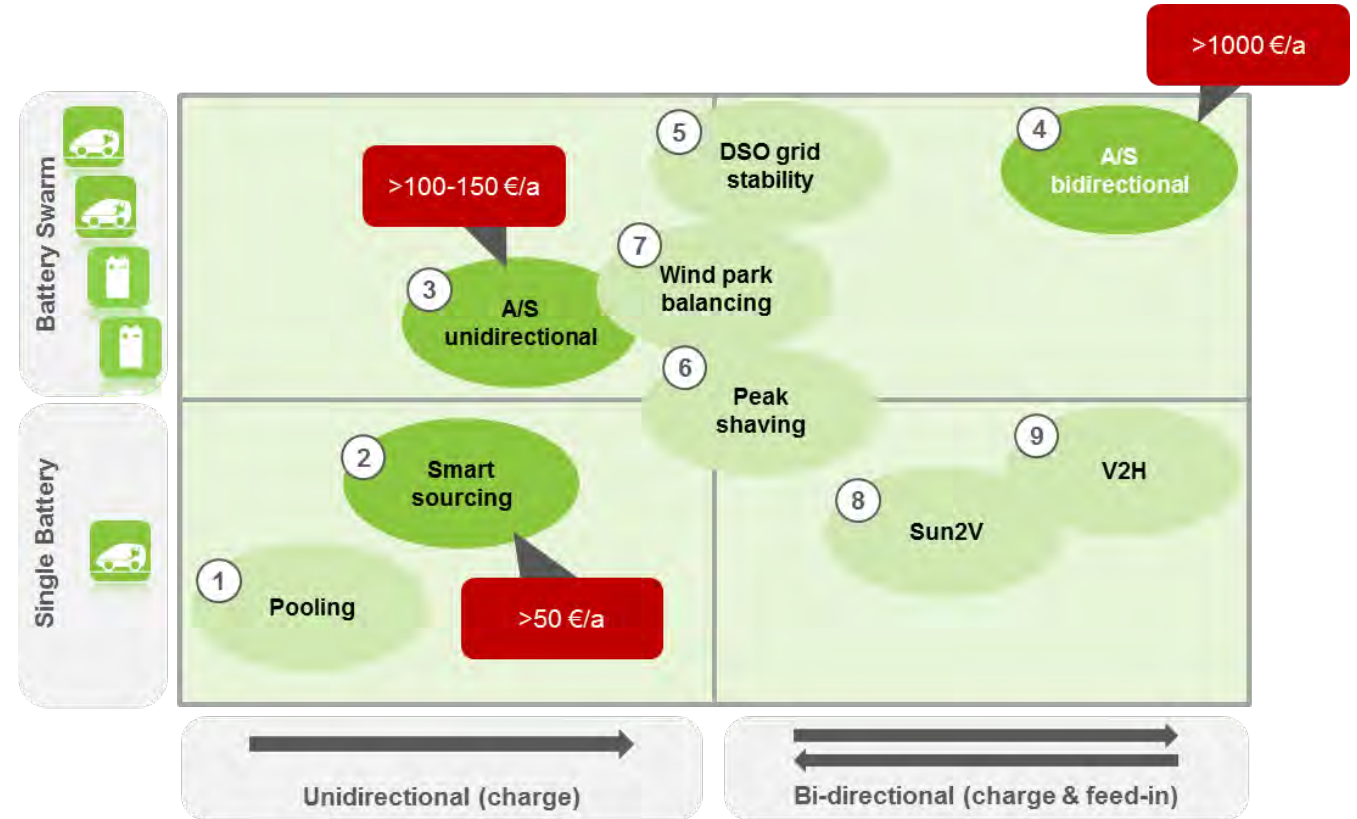 >1000 €/a
Battery Swarm
5
DSO grid
stability
4
A/S
bidirectional
>100-150 €/a
7
Wind park
balancing
3
A/S
unidirectional
6
Peak
shaving
Single Battery
2
Smart
sourcing
9
V2H
8
Sun2V
1
Pooling
>50 €/a
Unidirectional (charge)
Bi-directional (charge & feed-in)